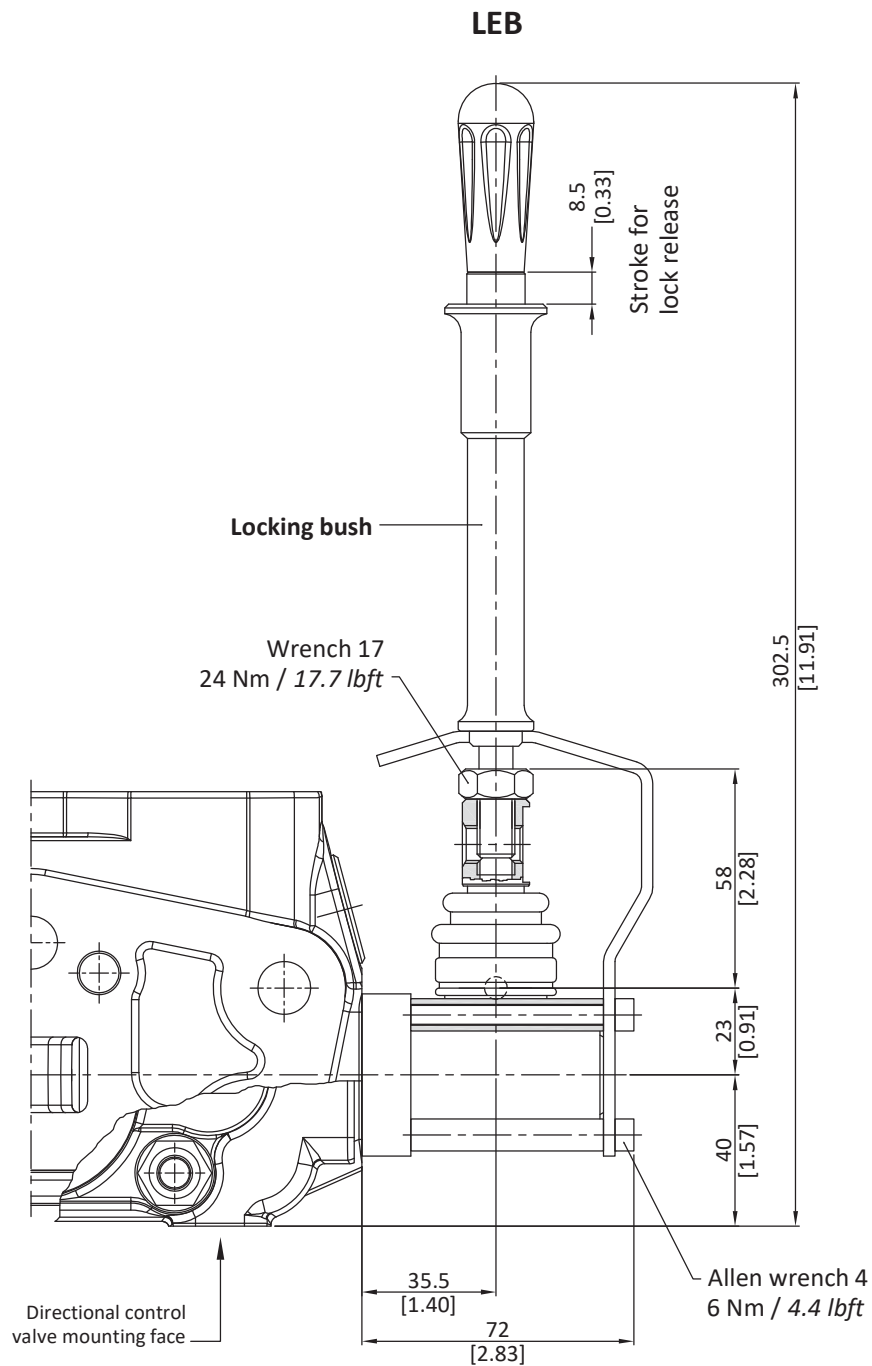 LEB
8.5
[0.33]
Stroke for
lock release
Locking bush
Wrench 17
24 Nm / 17.7 lbft
302.5
[11.91]
58
[2.28]
23
[0.91]
40
[1.57]
35.5
[1.40]
72
[2.83]
Allen wrench 4
6 Nm / 4.4 lbft
Directional control
valve mounting face